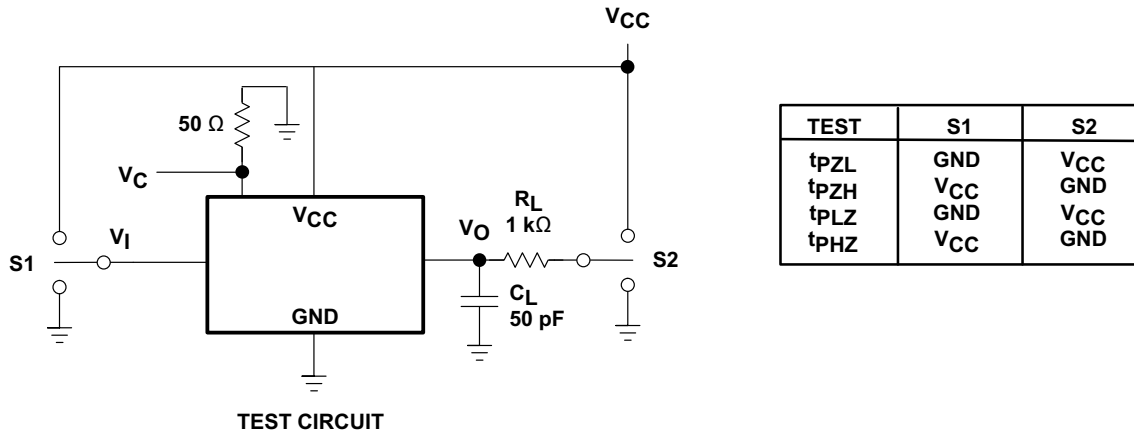 VCC
50 Ω
VC
VCC
RL
1 kΩ
VI
VO
S1
S2
CL
50 pF
GND
TEST CIRCUIT
TEST S1 S2
tPZL GND VCC
tPZH VCC GND
tPLZ GND VCC
tPHZ VCC GND